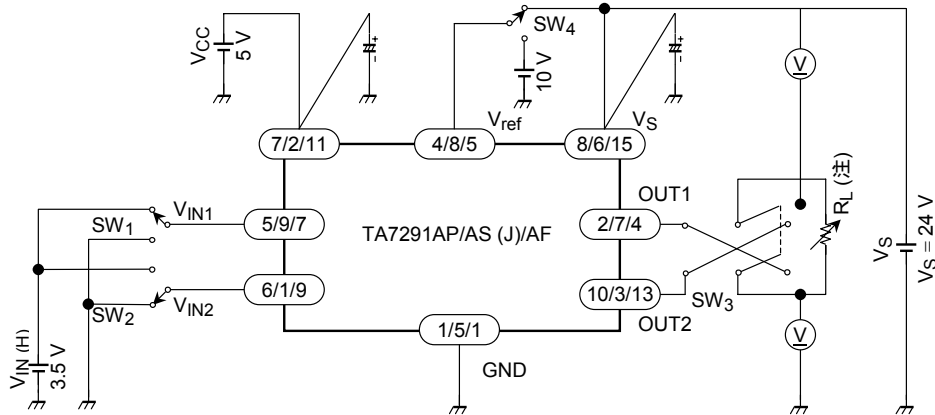 VCC
5 V
+
-
SW4
10 V
+
-
V
7/2/11
Vref
4/8/5
VS
8/6/15
OUT1
RL (注)
SW1
VIN1
5/9/7
TA7291AP/AS (J)/AF
2/7/4
VS
VS = 24 V
SW2
VIN2
6/1/9
10/3/13
SW3
OUT2
VIN (H)
3.5 V
1/5/1
GND
V